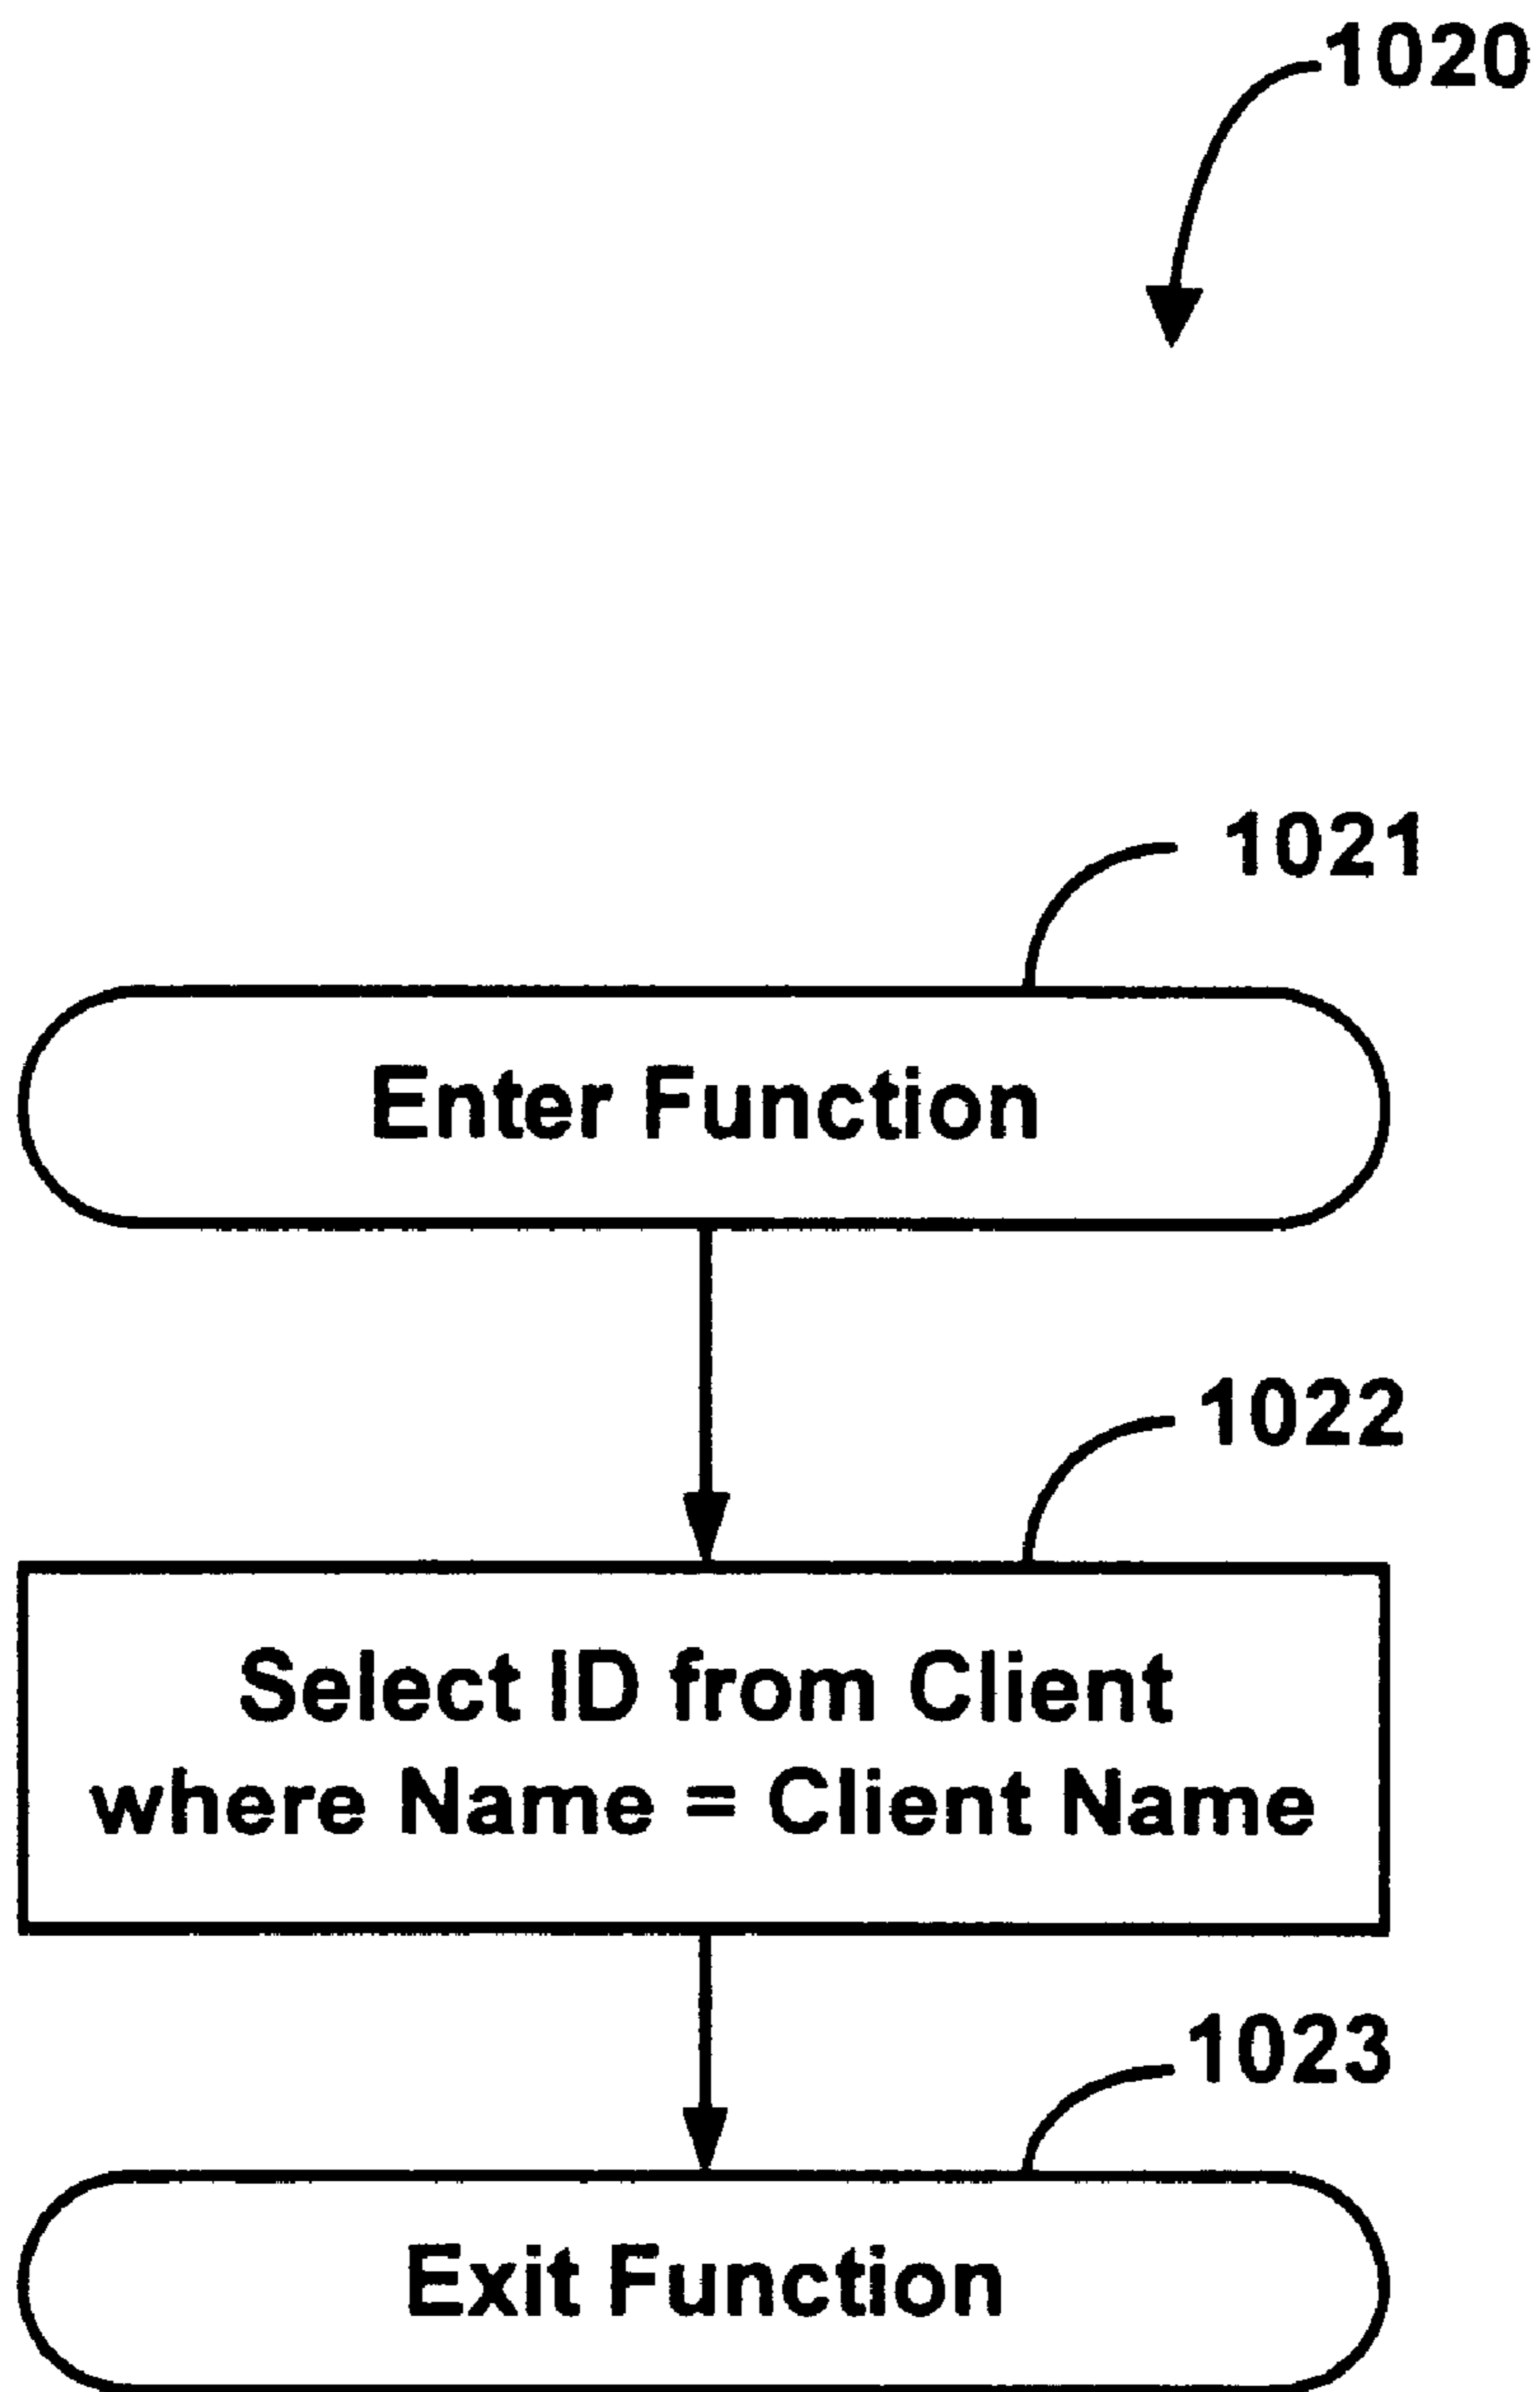 1020
1021
Enter Function
1022
Select ID from Client
where Name = Client Name
1023
Exit Function